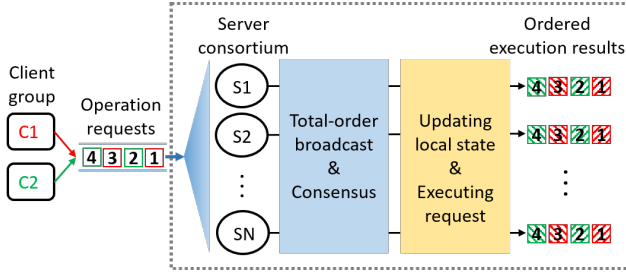 Server
consortium
Ordered
execution results
Client
group
Operation
requests
C1
C2
4 3 2 1
S1
S2
⋮
SN
Total-order
broadcast
&
Consensus
Updating
local state
&
Executing
request
4 3 2 1
4 3 2 1
⋮
4 3 2 1